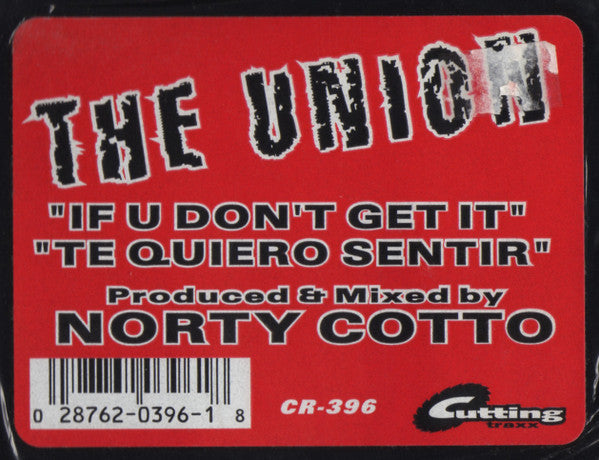 THE UNION
"IF U DON'T GET IT"
"TE QUIERO SENTIR"
Produced & Mixed by
NORTY COTTO
0 28762-0396-1 8
CR-396
Cutting
traxx